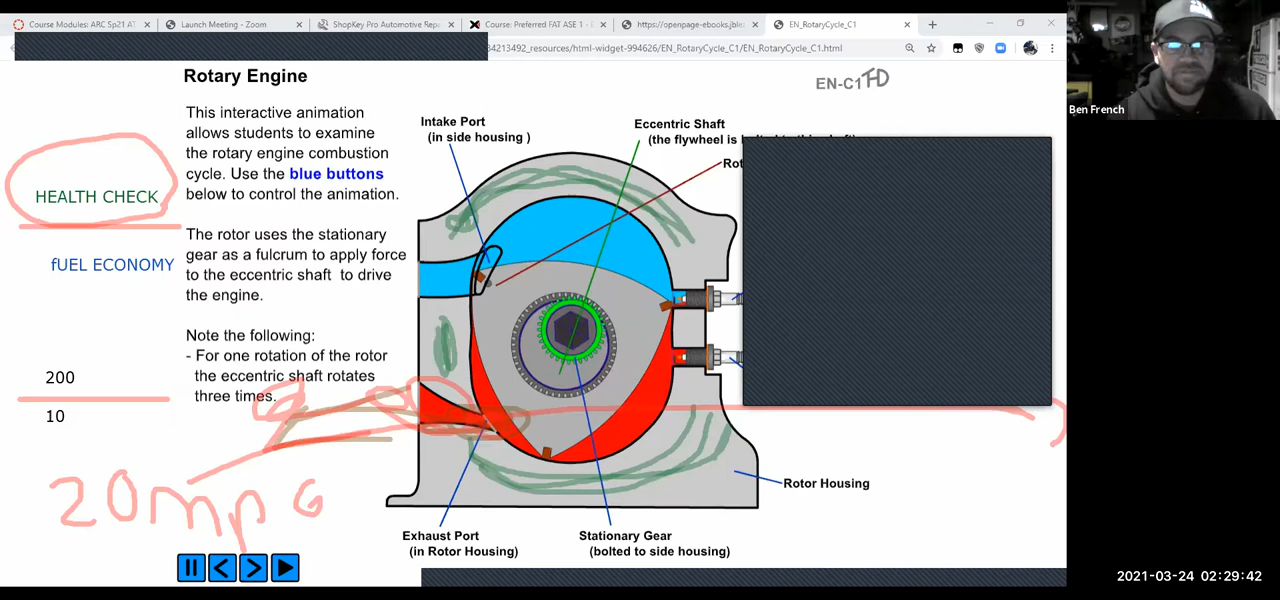 Course Modules: ARC Sp21 AT
Launch Meeting - Zoom
ShopKey Pro Automotive Repa
Course: Preferred FAT ASE 1 - E
https://openpage-ebooks.jble
EN_RotaryCycle_C1
34213492_resources/html-widget-994626/EN_RotaryCycle_C1/EN_RotaryCycle_C1.html
Ben French
Rotary Engine
EN-C1
This interactive animation
allows students to examine
the rotary engine combustion
cycle. Use the blue buttons
below to control the animation.
The rotor uses the stationary
gear as a fulcrum to apply force
to the eccentric shaft to drive
the engine.
Note the following:
- For one rotation of the rotor
the eccentric shaft rotates
three times.
HEALTH CHECK
fUEL ECONOMY
200
10
20mpG
Intake Port
(in side housing )
Eccentric Shaft
(the flywheel is
Rotor Housing
Exhaust Port
(in Rotor Housing)
Stationary Gear
(bolted to side housing)
2021-03-24 02:29:42